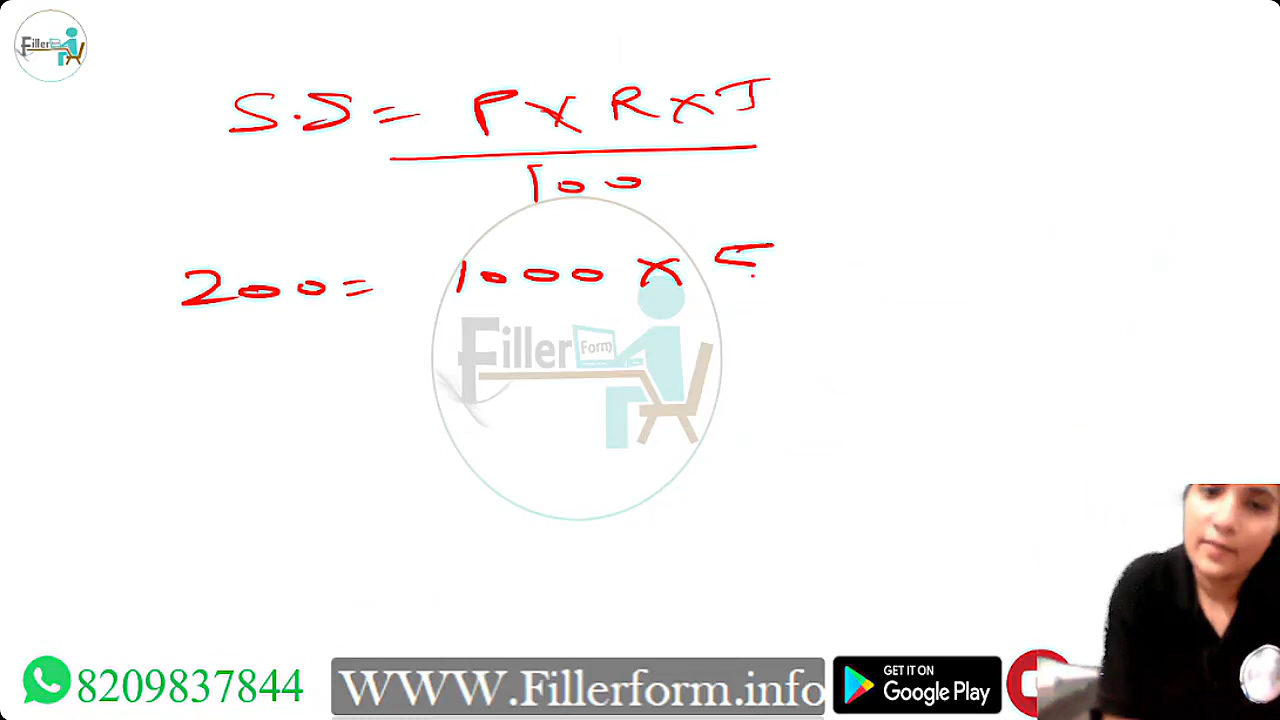 Filler
S.I = P X R X T
100
200 = 1000 X 5
Filler Form
8209837844
WWW.Fillerform.info
GET IT ON
Google Play